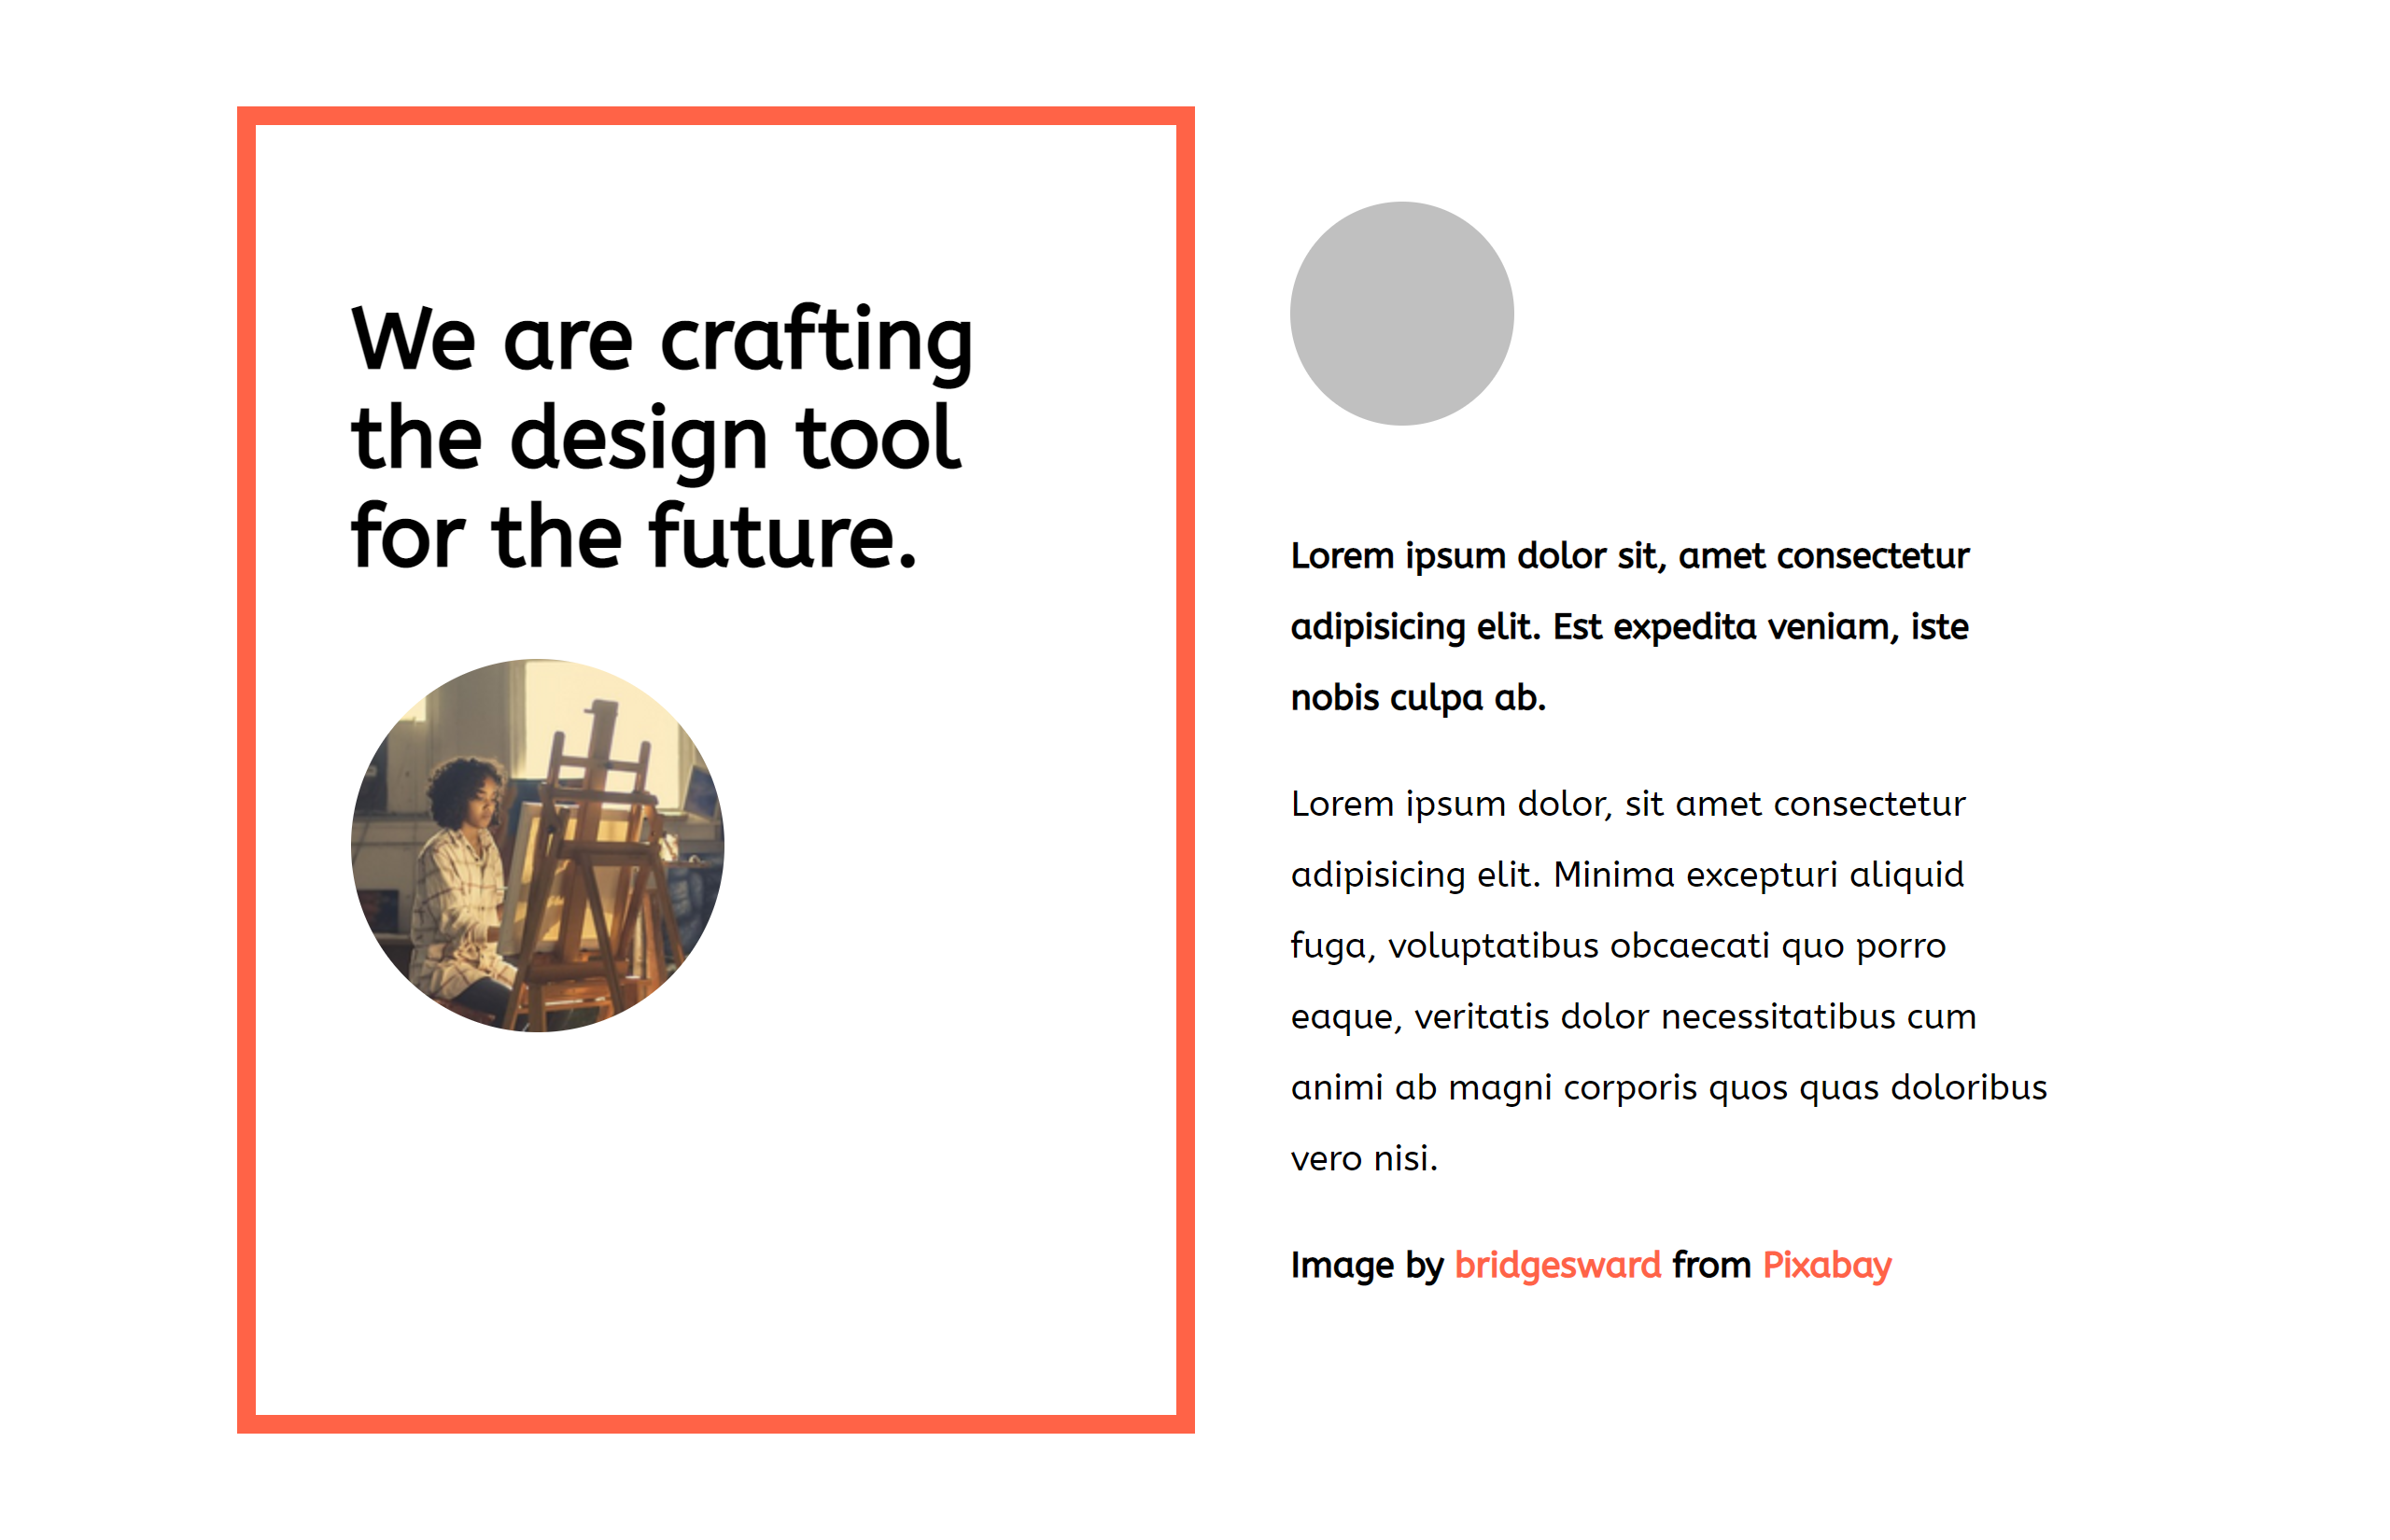 We are crafting
the design tool
for the future.
Lorem ipsum dolor sit, amet consectetur
adipisicing elit. Est expedita veniam, iste
nobis culpa ab.
Lorem ipsum dolor, sit amet consectetur
adipisicing elit. Minima excepturi aliquid
fuga, voluptatibus obcaecati quo porro
eaque, veritatis dolor necessitatibus cum
animi ab magni corporis quos quas doloribus
vero nisi.
Image by bridgesward from Pixabay